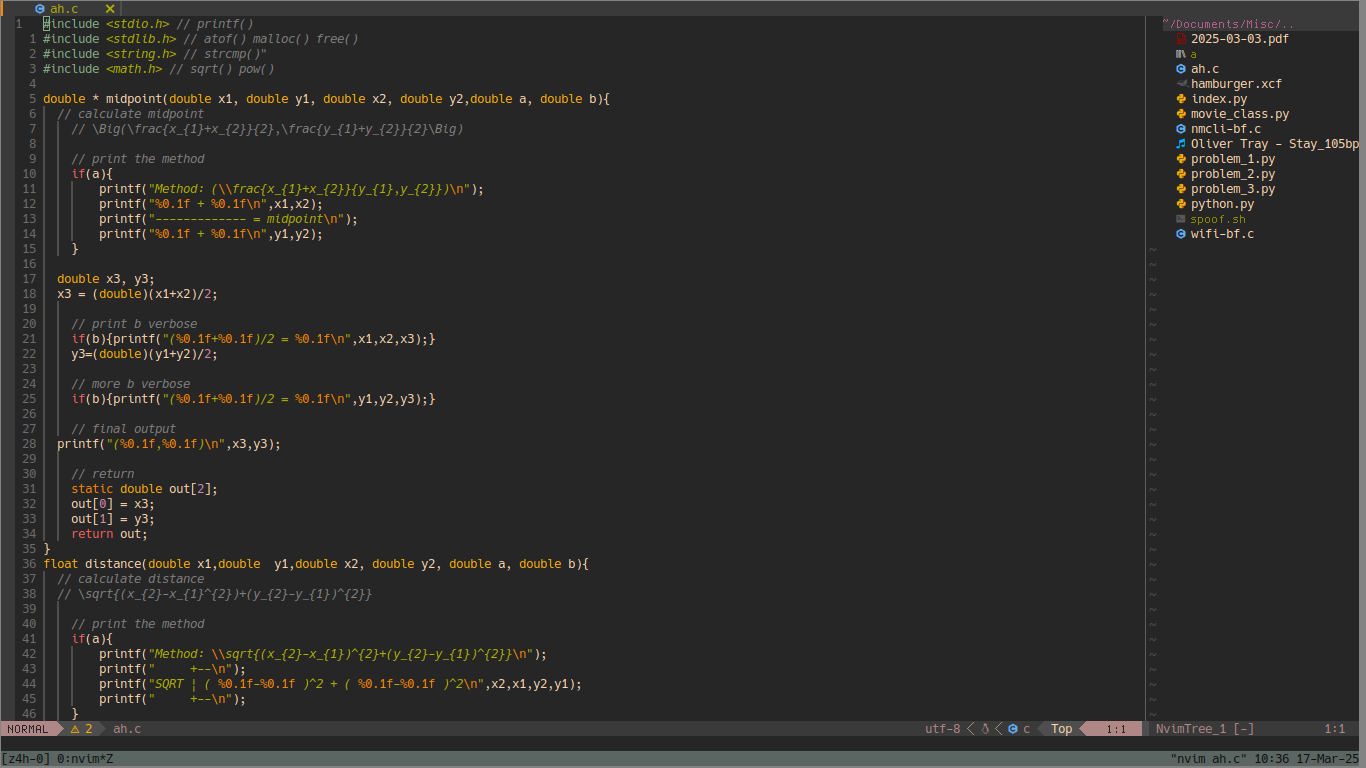 ah.c ✕
1 #include <stdio.h> // printf()
1 #include <stdlib.h> // atof() malloc() free()
2 #include <string.h> // strcmp()"
3 #include <math.h> // sqrt() pow()
4
5 double * midpoint(double x1, double y1, double x2, double y2,double a, double b){
6 // calculate midpoint
7 // \Big(\frac{x_{1}+x_{2}}{2},\frac{y_{1}+y_{2}}{2}\Big)
8
9 // print the method
10 if(a){
11 printf("Method: (\\frac{x_{1}+x_{2}}{y_{1},y_{2}})\n");
12 printf("%0.1f + %0.1f\n",x1,x2);
13 printf("------------- = midpoint\n");
14 printf("%0.1f + %0.1f\n",y1,y2);
15 }
16
17 double x3, y3;
18 x3 = (double)(x1+x2)/2;
19
20 // print b verbose
21 if(b){printf("(%0.1f+%0.1f)/2 = %0.1f\n",x1,x2,x3);}
22 y3=(double)(y1+y2)/2;
23
24 // more b verbose
25 if(b){printf("(%0.1f+%0.1f)/2 = %0.1f\n",y1,y2,y3);}
26
27 // final output
28 printf("(%0.1f,%0.1f)\n",x3,y3);
29
30 // return
31 static double out[2];
32 out[0] = x3;
33 out[1] = y3;
34 return out;
35 }
36 float distance(double x1,double  y1,double x2, double y2, double a, double b){
37 // calculate distance
38 // \sqrt{(x_{2}-x_{1}^{2})+(y_{2}-y_{1})^{2}}
39
40 // print the method
41 if(a){
42 printf("Method: \\sqrt{(x_{2}-x_{1})^{2}+(y_{2}-y_{1})^{2}}\n");
43 printf("     +--\n");
44 printf("SQRT | ( %0.1f-%0.1f )^2 + ( %0.1f-%0.1f )^2\n",x2,x1,y2,y1);
45 printf("     +--\n");
46 }
~/Documents/Misc/..
2025-03-03.pdf
a
ah.c
hamburger.xcf
index.py
movie_class.py
nmcli-bf.c
Oliver Tray - Stay_105bp
problem_1.py
problem_2.py
problem_3.py
python.py
spoof.sh
wifi-bf.c
NORMAL ⚠ 2 ah.c utf-8 < < c Top 1:1 NvimTree_1 [-] 1:1
[z4h-0] 0:nvim*Z "nvim ah.c" 10:36 17-Mar-25